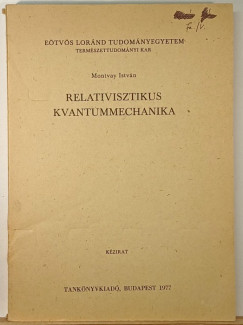 EÖTVÖS LORÁND TUDOMÁNYEGYETEM
TERMÉSZETTUDOMÁNYI KAR
Montvay István
RELATIVISZTIKUS
KVANTUMMECHANIKA
KÉZIRAT
TANKÖNYVKIADÓ, BUDAPEST 1977